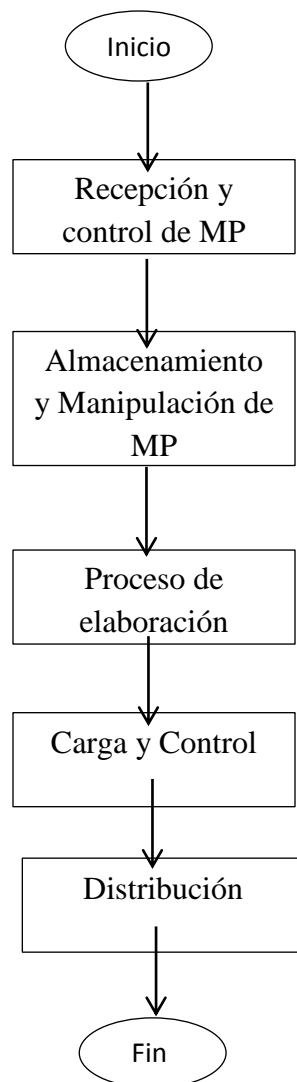 Inicio
Recepción y
control de MP
Almacenamiento
y Manipulación de
MP
Proceso de
elaboración
Carga y Control
Distribución
Fin